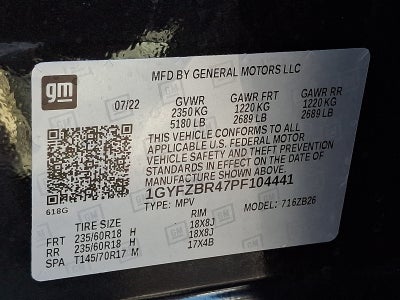 gm
MFD BY GENERAL MOTORS LLC
07/22 GVWR GAWR FRT GAWR RR
2350 KG 1220 KG 1220 KG
5180 LB 2689 LB 2689 LB
THIS VEHICLE CONFORMS TO ALL
APPLICABLE U.S. FEDERAL MOTOR
VEHICLE SAFETY AND THEFT PREVENTION
STANDARDS IN EFFECT ON THE DATE OF
MANUFACTURE SHOWN ABOVE.
1GYFZBR47PF104441
618G TYPE: MPV MODEL: 716ZB26
TIRE SIZE RIM
FRT 235/60R18 H 18X8J
RR 235/60R18 H 18X8J
SPA T145/70R17 M 17X4B